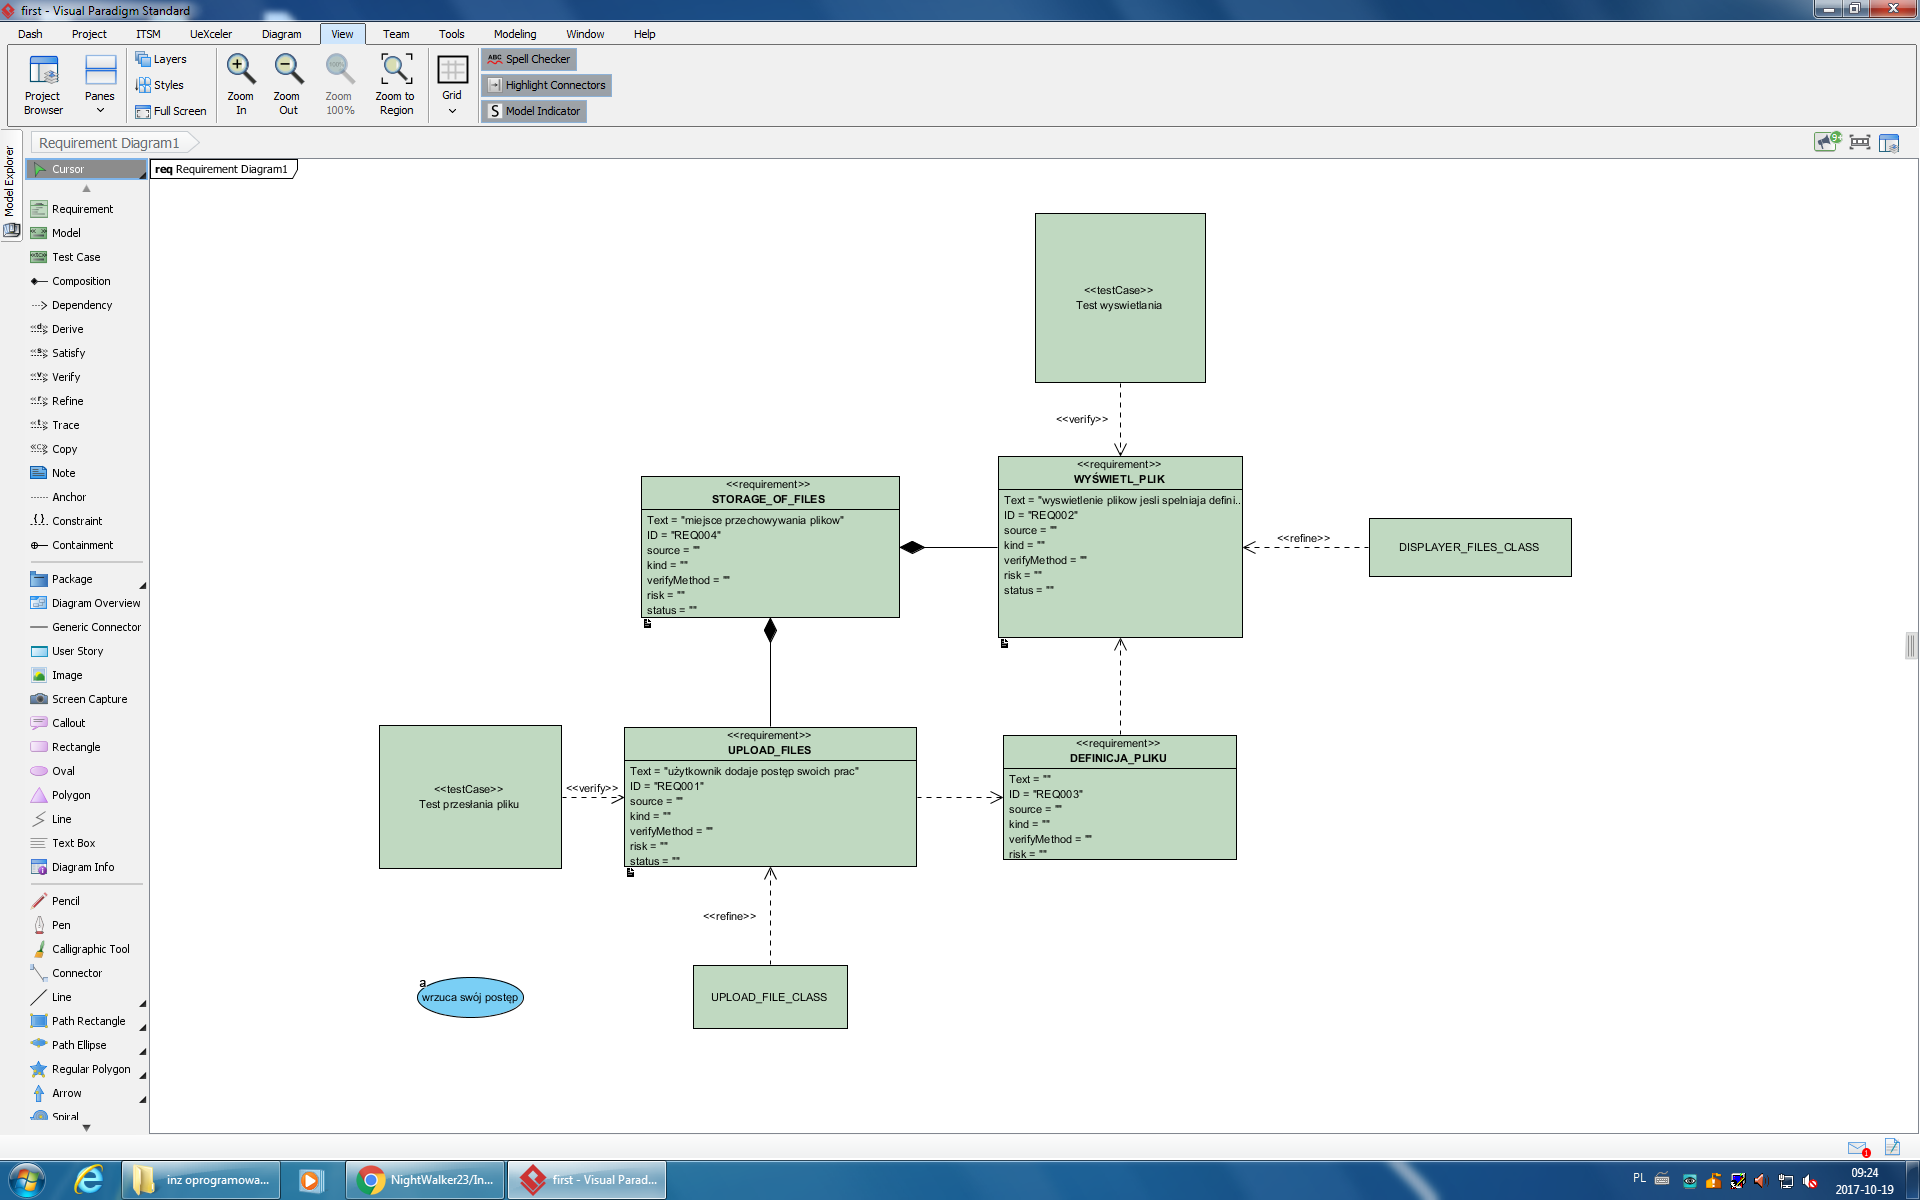 first - Visual Paradigm Standard
Dash Project ITSM UeXceler Diagram View Team Tools Modeling Window Help
Project Browser
Panes
Layers
Styles
Full Screen
Zoom In
Zoom Out
Zoom 100%
Zoom to Region
Grid
Spell Checker
Highlight Connectors
Model Indicator
Model Explorer
Requirement Diagram1
Cursor
Requirement
Model
Test Case
Composition
Dependency
Derive
Satisfy
Verify
Refine
Trace
Copy
Note
Anchor
Constraint
Containment
Package
Diagram Overview
Generic Connector
User Story
Image
Screen Capture
Callout
Rectangle
Oval
Polygon
Line
Text Box
Diagram Info
Pencil
Pen
Calligraphic Tool
Connector
Line
Path Rectangle
Path Ellipse
Regular Polygon
Arrow
Spiral
req Requirement Diagram1
<<testCase>>
Test wyswietlania
<<verify>>
<<requirement>>
STORAGE_OF_FILES
Text = "miejsce przechowywania plikow"
ID = "REQ004"
source = ""
kind = ""
verifyMethod = ""
risk = ""
status = ""
<<requirement>>
WYŚWIETL_PLIK
Text = "wyswietlenie plikow jesli spelniaja defini...
ID = "REQ002"
source = ""
kind = ""
verifyMethod = ""
risk = ""
status = ""
<<refine>>
DISPLAYER_FILES_CLASS
<<testCase>>
Test przesłania pliku
<<verify>>
<<requirement>>
UPLOAD_FILES
Text = "użytkownik dodaje postęp swoich prac"
ID = "REQ001"
source = ""
kind = ""
verifyMethod = ""
risk = ""
status = ""
<<requirement>>
DEFINICJA_PLIKU
Text = ""
ID = "REQ003"
source = ""
kind = ""
verifyMethod = ""
risk = ""
<<refine>>
UPLOAD_FILE_CLASS
a
wrzuca swój postęp
inz oprogramowa...
NightWalker23/In...
first - Visual Parad...
PL
09:24
2017-10-19